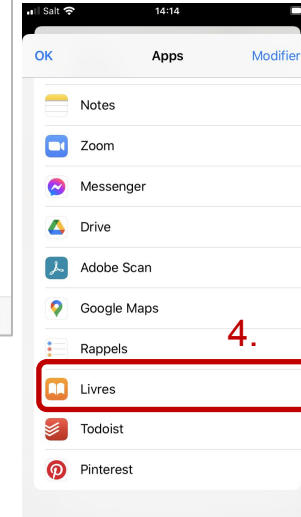 Salt 14:14
OK Apps Modifier
Notes
Zoom
Messenger
Drive
Adobe Scan
Google Maps
4.
Rappels
Livres
Todoist
Pinterest